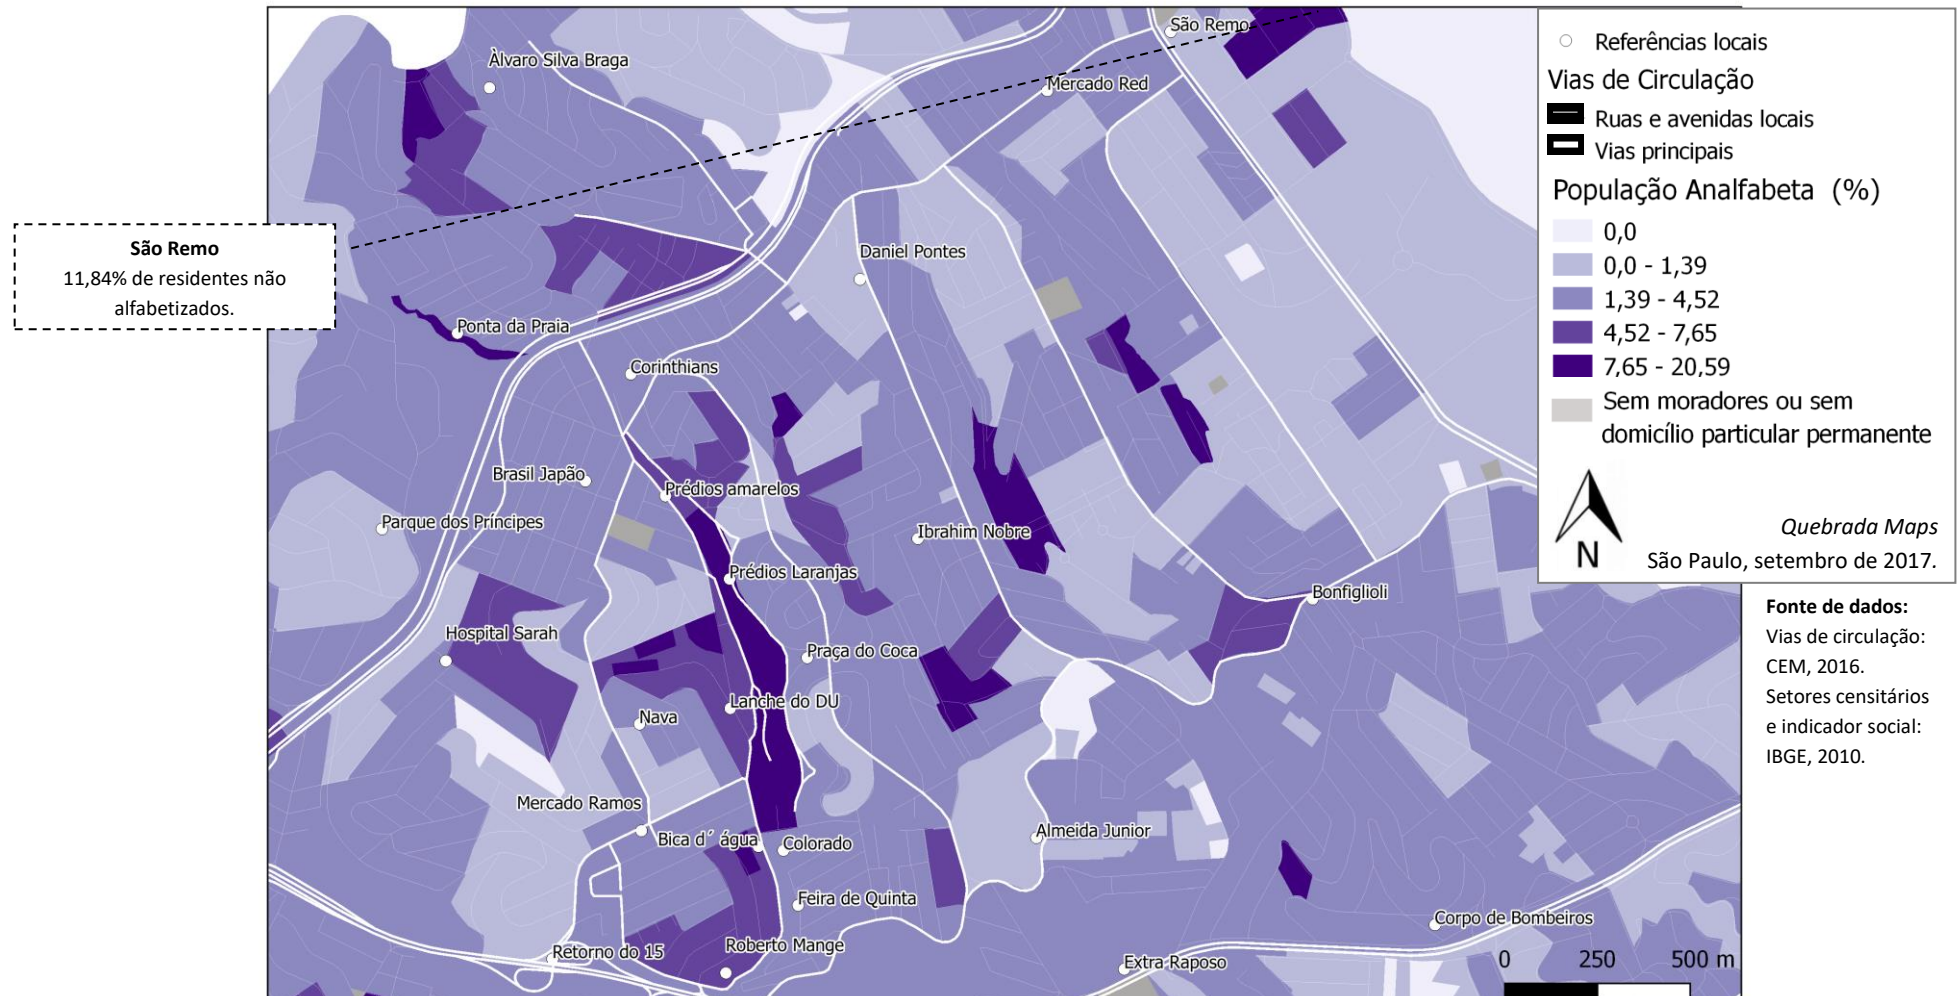 São Remo
Àlvaro Silva Braga
Mercado Red
São Remo
11,84% de residentes não
alfabetizados.
Daniel Pontes
Ponta da Praia
Corinthians
Brasil Japão
Prédios amarelos
Parque dos Príncipes
Ibrahim Nobre
Prédios Laranjas
Bonfiglioli
Hospital Sarah
Praça do Coca
Lanche do DU
Nava
Mercado Ramos
Bica d´ água
Colorado
Almeida Junior
Feira de Quinta
Corpo de Bombeiros
Roberto Mange
Retorno do 15
Extra Raposo
0 250 500 m
Referências locais
Vias de Circulação
Ruas e avenidas locais
Vias principais
População Analfabeta (%)
0,0
0,0 - 1,39
1,39 - 4,52
4,52 - 7,65
7,65 - 20,59
Sem moradores ou sem
domicílio particular permanente
N
Quebrada Maps
São Paulo, setembro de 2017.
Fonte de dados:
Vias de circulação:
CEM, 2016.
Setores censitários
e indicador social:
IBGE, 2010.